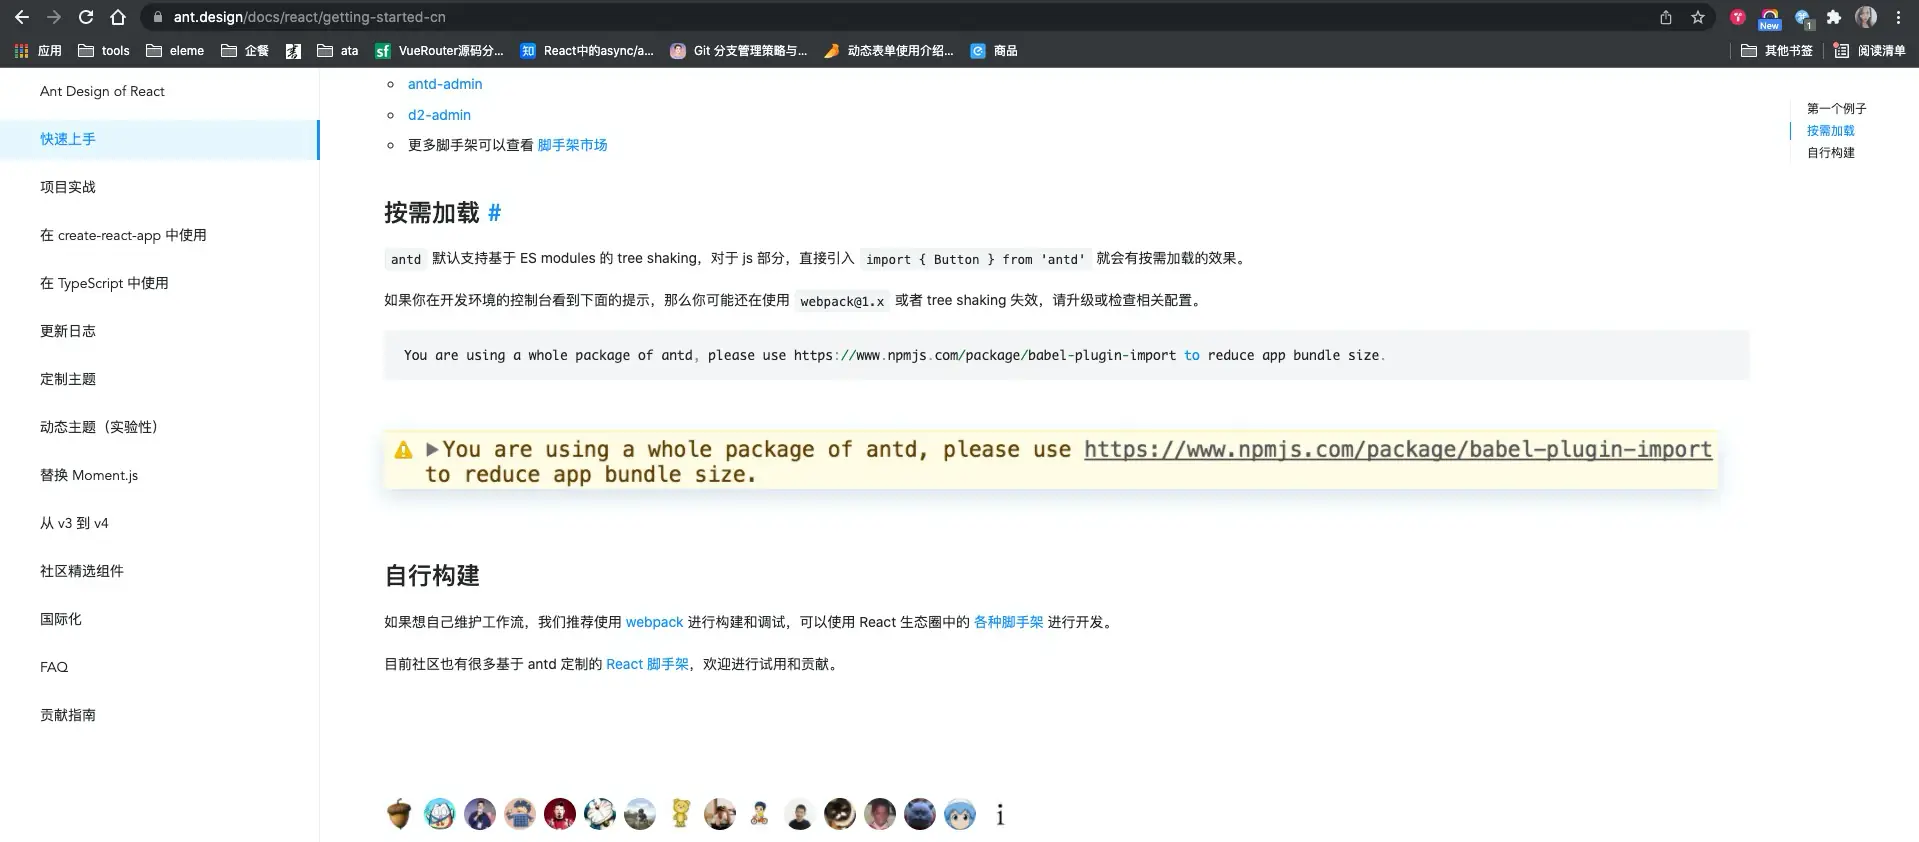 ant.design/docs/react/getting-started-cn
New
1
应用 tools eleme 企餐 ata VueRouter源码分... React中的async/a... Git 分支管理策略与... 动态表单使用介绍... 商品 其他书签 阅读清单
Ant Design of React
快速上手
项目实战
在 create-react-app 中使用
在 TypeScript 中使用
更新日志
定制主题
动态主题（实验性）
替换 Moment.js
从 v3 到 v4
社区精选组件
国际化
FAQ
贡献指南
antd-admin
d2-admin
更多脚手架可以查看 脚手架市场
按需加载 #
antd 默认支持基于 ES modules 的 tree shaking，对于 js 部分，直接引入 import { Button } from 'antd' 就会有按需加载的效果。
如果你在开发环境的控制台看到下面的提示，那么你可能还在使用 webpack@1.x 或者 tree shaking 失效，请升级或检查相关配置。
You are using a whole package of antd, please use https://www.npmjs.com/package/babel-plugin-import to reduce app bundle size.
You are using a whole package of antd, please use https://www.npmjs.com/package/babel-plugin-import
to reduce app bundle size.
自行构建
如果想自己维护工作流，我们推荐使用 webpack 进行构建和调试，可以使用 React 生态圈中的 各种脚手架 进行开发。
目前社区也有很多基于 antd 定制的 React 脚手架，欢迎进行试用和贡献。
第一个例子
按需加载
自行构建